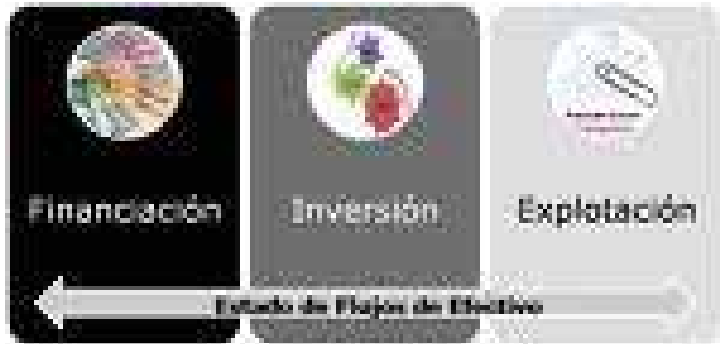 Financiación
Inversión
Explotación
Estado de Flujos de Efectivo